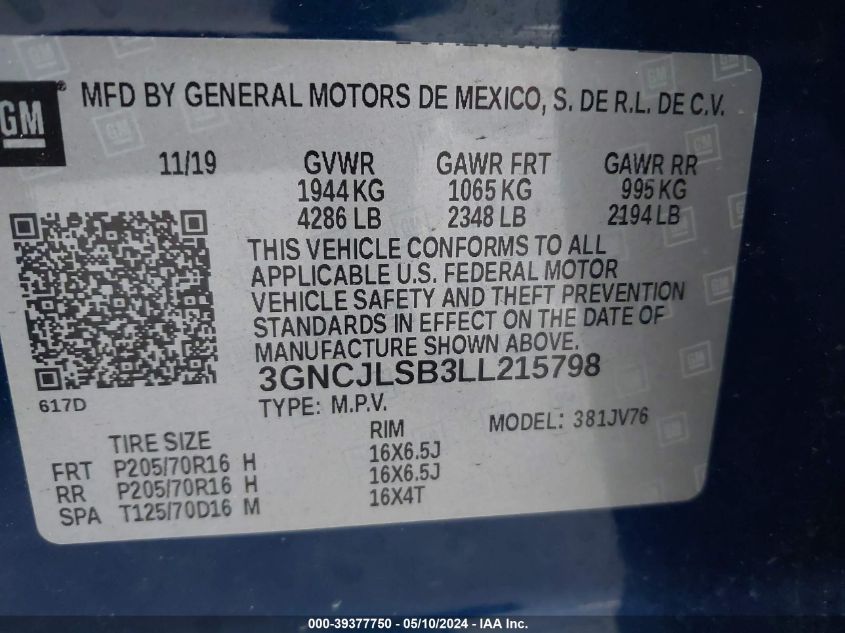 GM
MFD BY GENERAL MOTORS DE MEXICO, S. DE R.L. DE C.V.
11/19 GVWR GAWR FRT GAWR RR
1944 KG 1065 KG 995 KG
4286 LB 2348 LB 2194 LB
THIS VEHICLE CONFORMS TO ALL
APPLICABLE U.S. FEDERAL MOTOR
VEHICLE SAFETY AND THEFT PREVENTION
STANDARDS IN EFFECT ON THE DATE OF
MANUFACTURE SHOWN ABOVE.
3GNCJLSB3LL215798
617D
TYPE: M.P.V.
MODEL: 381JV76
TIRE SIZE RIM
FRT P205/70R16 H 16X6.5J
RR P205/70R16 H 16X6.5J
SPA T125/70D16 M 16X4T
000-39377750 - 05/10/2024 - IAA Inc.